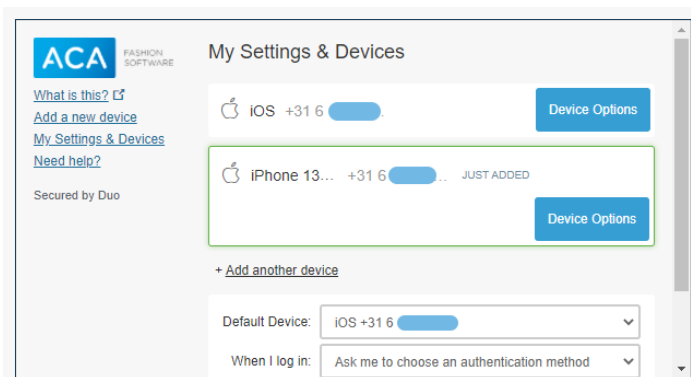 ACA FASHION SOFTWARE
My Settings & Devices
What is this?
Add a new device
My Settings & Devices
Need help?
Secured by Duo
iOS +31 6 .
Device Options
iPhone 13... +31 6 .. JUST ADDED
Device Options
+ Add another device
Default Device: iOS +31 6
When I log in: Ask me to choose an authentication method